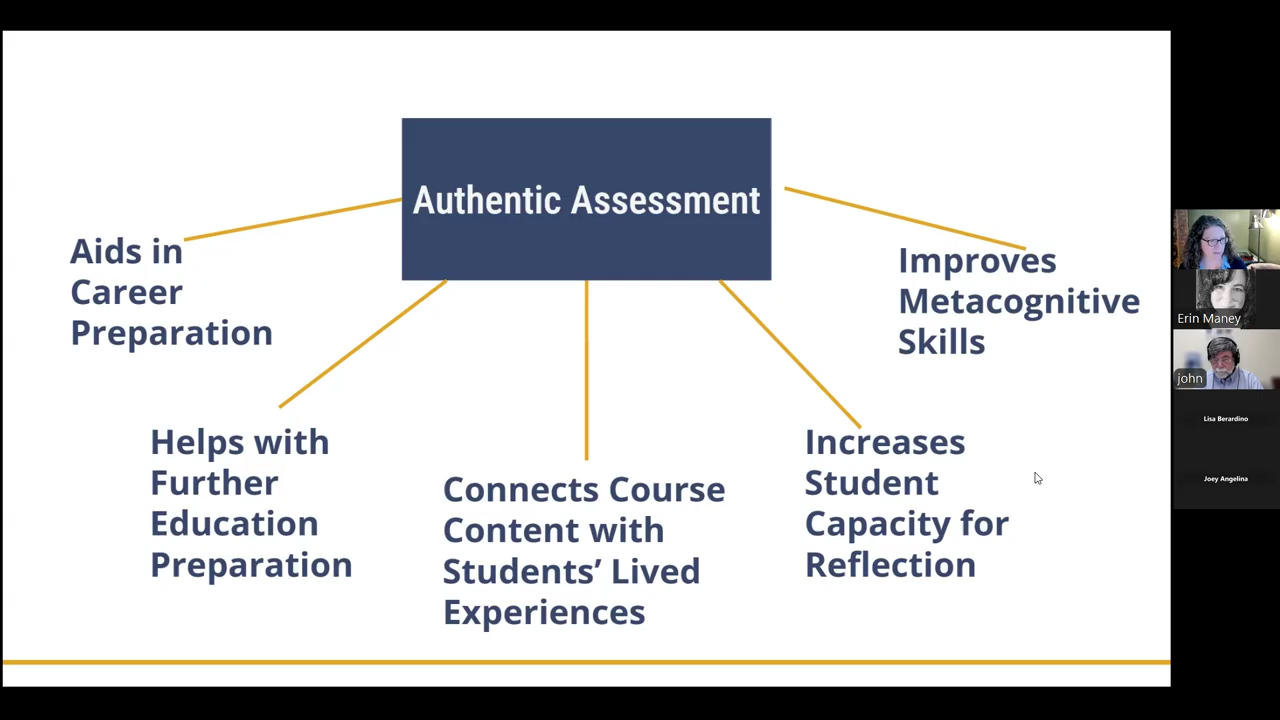 Authentic Assessment
Aids in
Career
Preparation
Helps with
Further
Education
Preparation
Connects Course
Content with
Students’ Lived
Experiences
Increases
Student
Capacity for
Reflection
Improves
Metacognitive
Skills
Erin Maney
john
Lisa Berardino
Joey Angelina